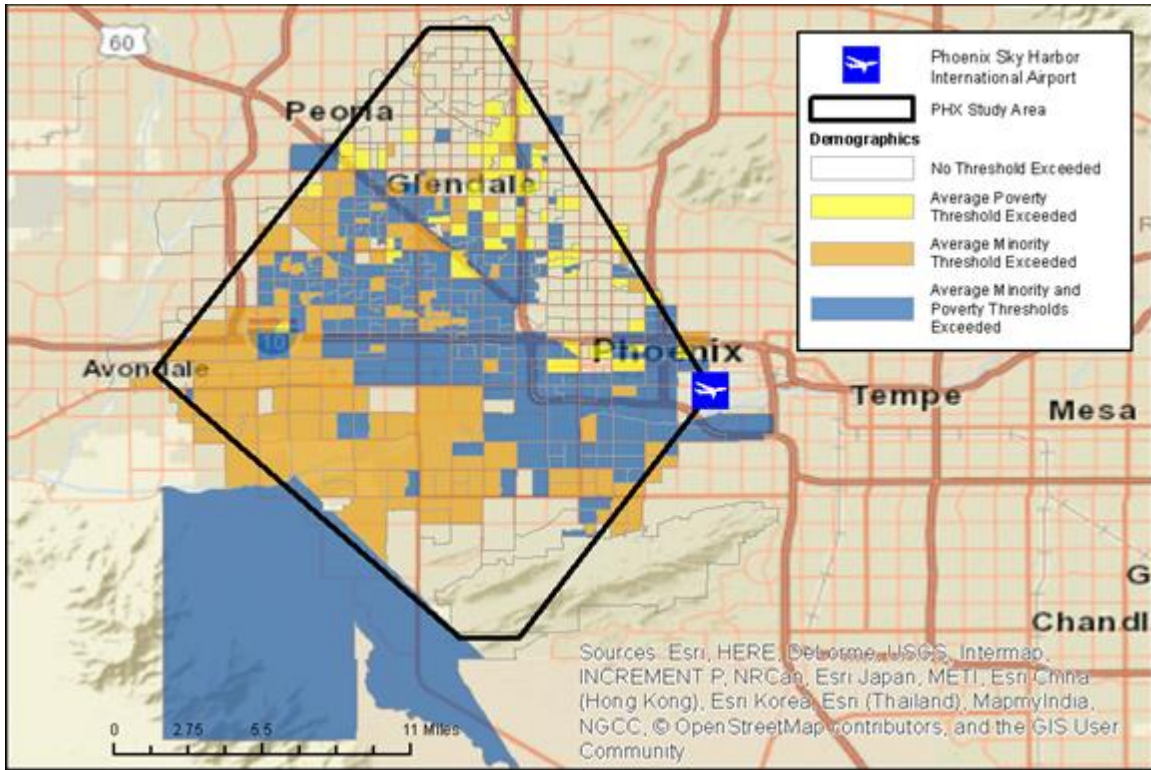 60
Peoria
Glendale
10
Phoenix
Avondale
Tempe
Mesa
G
Chandl
R
Phoenix Sky Harbor
International Airport
PHX Study Area
Demographics
No Threshold Exceeded
Average Poverty
Threshold Exceeded
Average Minority
Threshold Exceeded
Average Minority and
Poverty Thresholds
Exceeded
0 2.75 5.5 11 Miles
Sources: Esri, HERE, DeLorme, USGS, Intermap,
INCREMENT P, NRCan, Esri Japan, METI, Esri China
(Hong Kong), Esri Korea, Esri (Thailand), MapmyIndia,
NGCC, © OpenStreetMap contributors, and the GIS User
Community